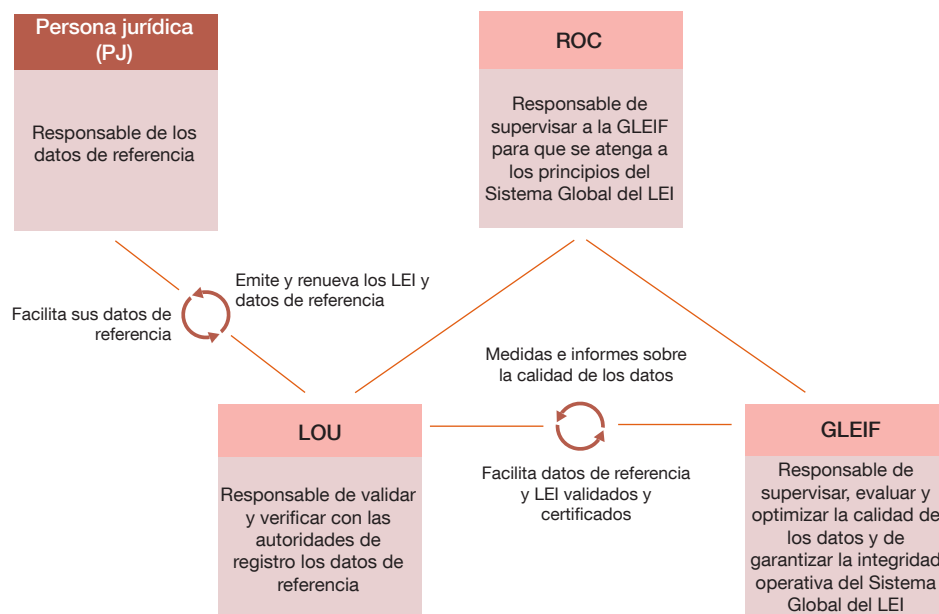 Persona jurídica
(PJ)
Responsable de los
datos de referencia
ROC
Responsable de
supervisar a la GLEIF
para que se atenga a
los principios del
Sistema Global del LEI
Emite y renueva los LEI y
datos de referencia
Facilita sus datos de
referencia
Medidas e informes sobre
la calidad de los datos
Facilita datos de referencia
y LEI validados y
certificados
LOU
Responsable de validar
y verificar con las
autoridades de
registro los datos de
referencia
GLEIF
Responsable de
supervisar, evaluar y
optimizar la calidad de
los datos y de
garantizar la integridad
operativa del Sistema
Global del LEI